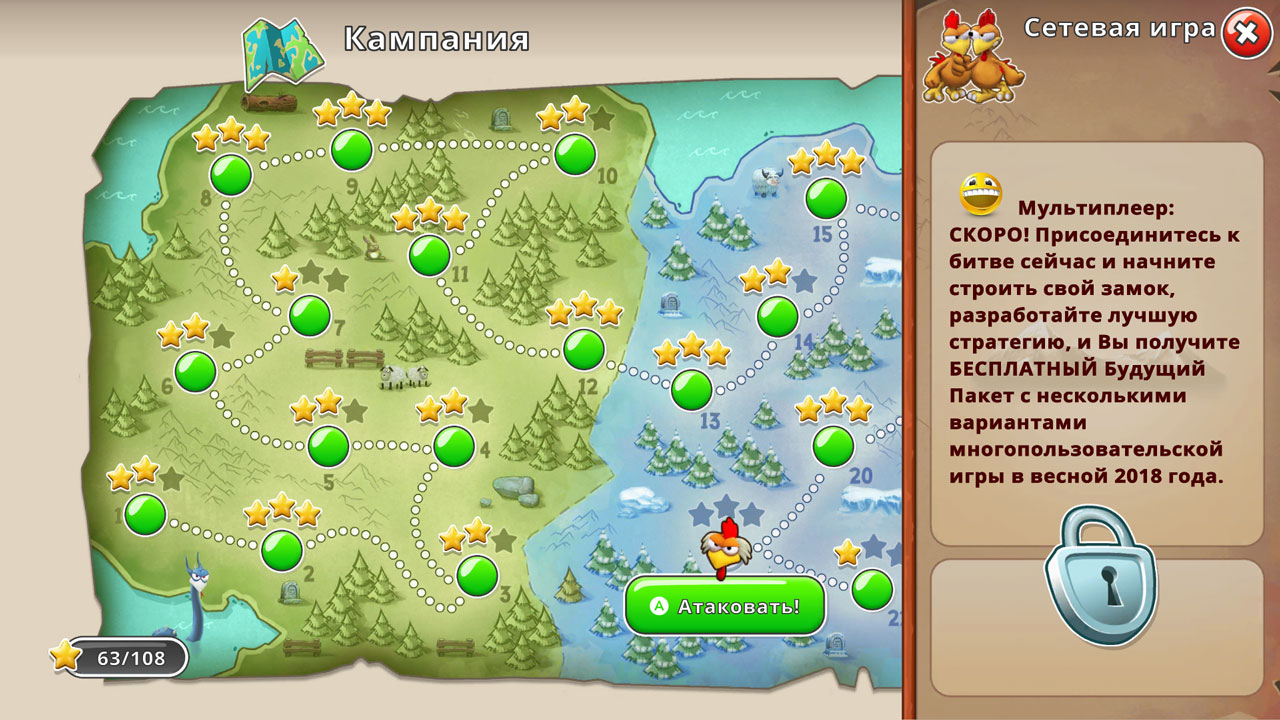 Кампания
Сетевая игра
8
9
10
11
15
7
14
6
12
13
5
4
20
1
2
3
Атаковать!
A
63/108
Мультиплеер:
СКОРО! Присоединитесь к
битве сейчас и начните
строить свой замок,
разработайте лучшую
стратегию, и Вы получите
БЕСПЛАТНЫЙ Будущий
Пакет с несколькими
вариантами
многопользовательской
игры в весной 2018 года.